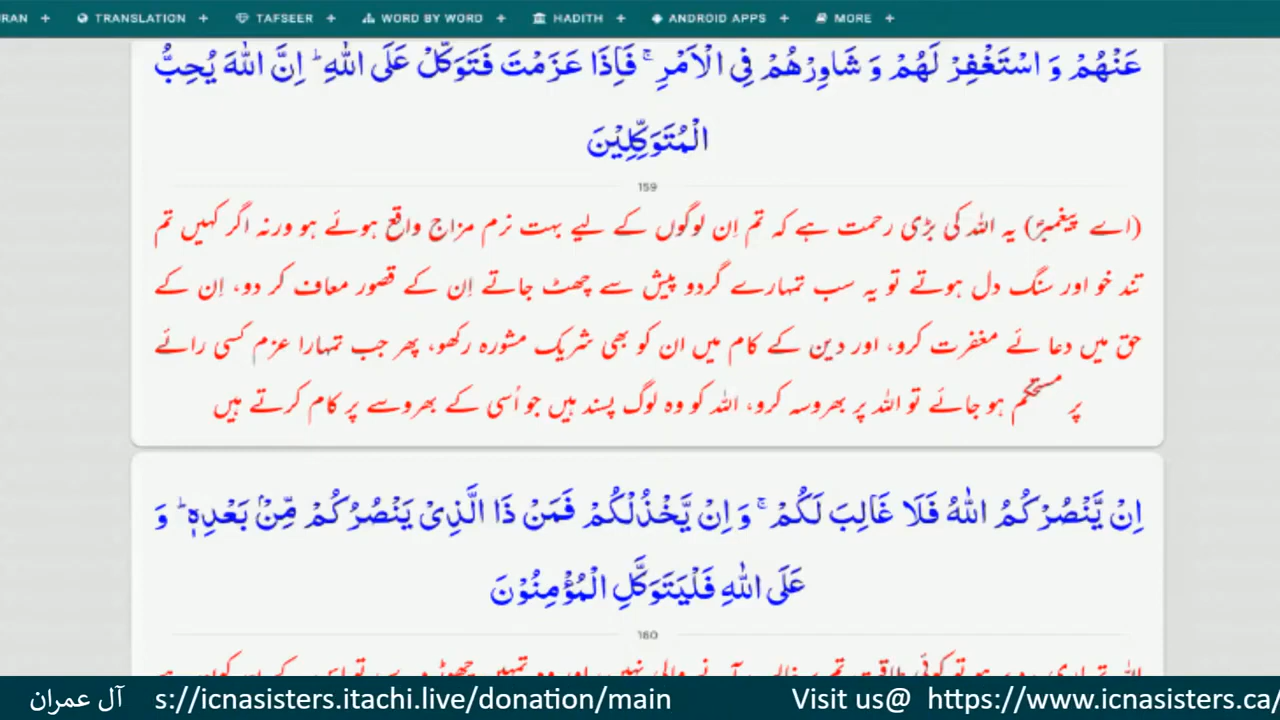 RAN + TRANSLATION + TAFSEER + WORD BY WORD + HADITH + ANDROID APPS + MORE +
عَنْهُمْ وَ اسْتَغْفِرْ لَهُمْ وَ شَاوِرْهُمْ فِی الْاَمْرِ ۚ فَاِذَا عَزَمْتَ فَتَوَكَّلْ عَلَی اللّٰهِ ؕ اِنَّ اللّٰهَ یُحِبُّ
الْمُتَوَكِّلِیْنَ
159
(اے پیغمبرؐ) یہ اللہ کی بڑی رحمت ہے کہ تم اِن لوگوں کے لیے بہت نرم مزاج واقع ہوئے ہو ورنہ اگر کہیں تم
تند خو اور سنگ دل ہوتے تو یہ سب تمہارے گردو پیش سے چھٹ جاتے اِن کے قصور معاف کر دو، اِن کے
حق میں دعا ئے مغفرت کرو، اور دین کے کام میں ان کو بھی شریک مشورہ رکھو، پھر جب تمہارا عزم کسی رائے
پر مستحکم ہو جائے تو اللہ پر بھروسہ کرو، اللہ کو وہ لوگ پسند ہیں جو اُسی کے بھروسے پر کام کرتے ہیں
اِنْ یَّنْصُرْكُمُ اللّٰهُ فَلَا غَالِبَ لَكُمْ ۚ وَ اِنْ یَّخْذُلْكُمْ فَمَنْ ذَا الَّذِیْ یَنْصُرُكُمْ مِّنْۢ بَعْدِهٖ ؕ وَ
عَلَی اللّٰهِ فَلْیَتَوَكَّلِ الْمُؤْمِنُوْنَ
160
آل عمران s://icnasisters.itachi.live/donation/main Visit us@ https://www.icnasisters.ca/